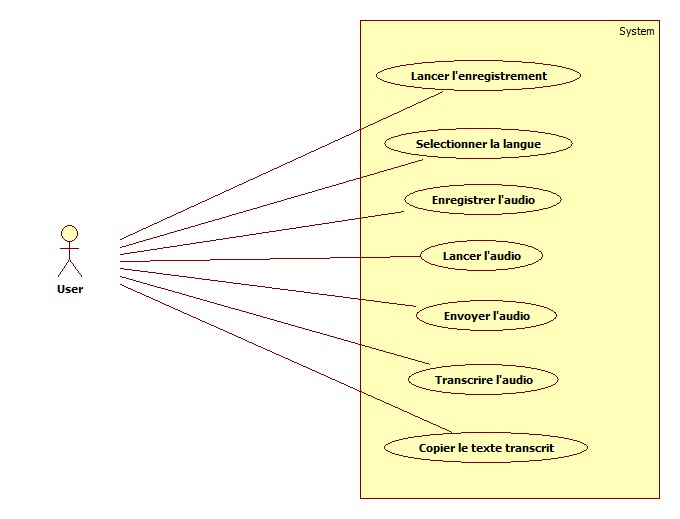 System
Lancer l'enregistrement
Selectionner la langue
Enregistrer l'audio
Lancer l'audio
User
Envoyer l'audio
Transcrire l'audio
Copier le texte transcrit